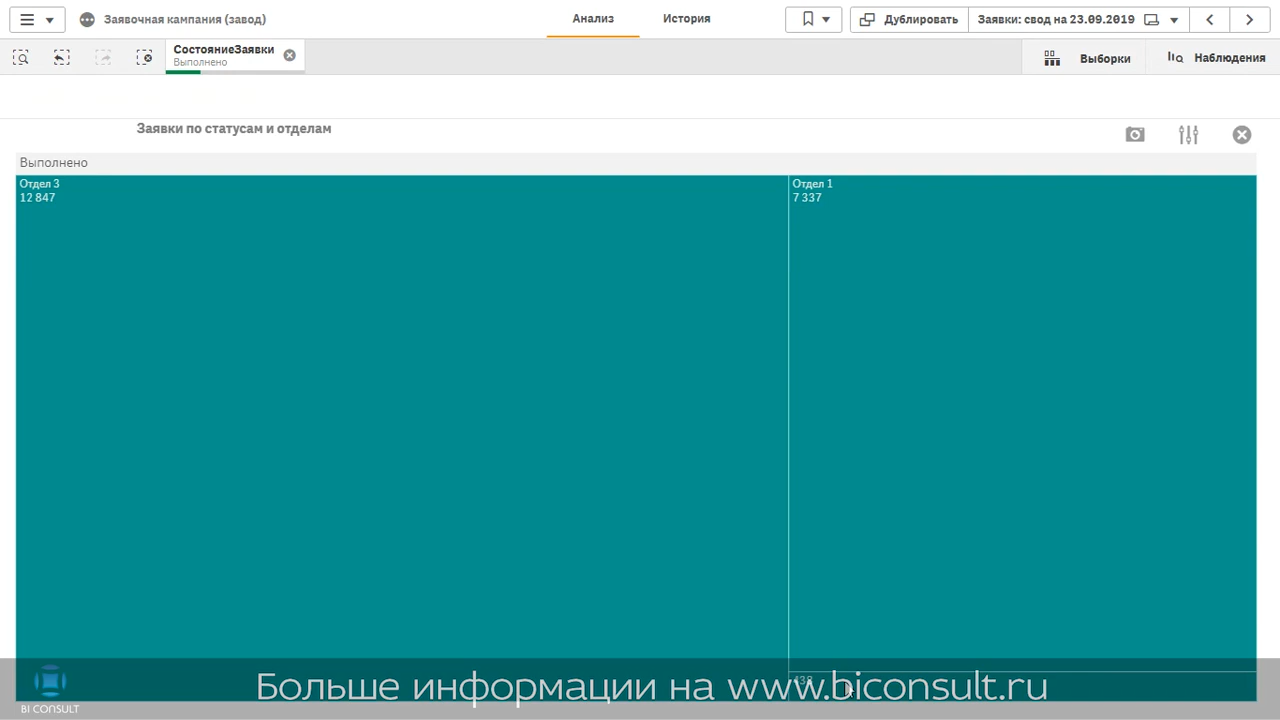 Заявочная кампания (завод)
Анализ
История
Дублировать
Заявки: свод на 23.09.2019
СостояниеЗаявки
Выполнено
Выборки
Наблюдения
Заявки по статусам и отделам
Выполнено
Отдел 3
12 847
Отдел 1
7 337
438
Больше информации на www.biconsult.ru
BI CONSULT